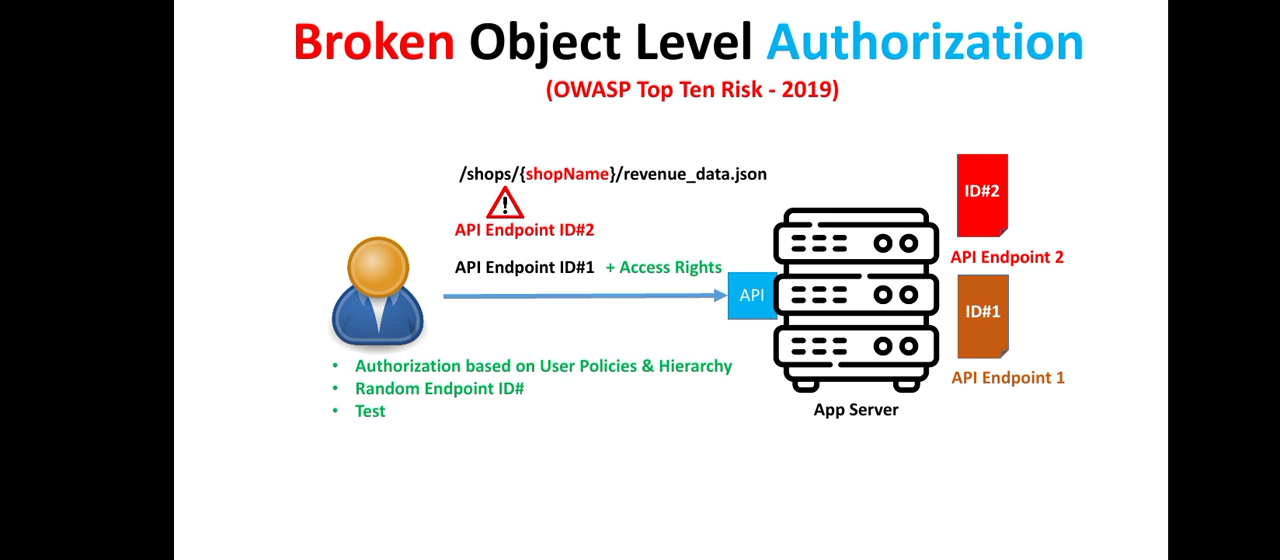 Broken Object Level Authorization
(OWASP Top Ten Risk - 2019)
/shops/{shopName}/revenue_data.json
API Endpoint ID#2
API Endpoint ID#1 + Access Rights
API
ID#2
API Endpoint 2
ID#1
API Endpoint 1
App Server
• Authorization based on User Policies & Hierarchy
• Random Endpoint ID#
• Test